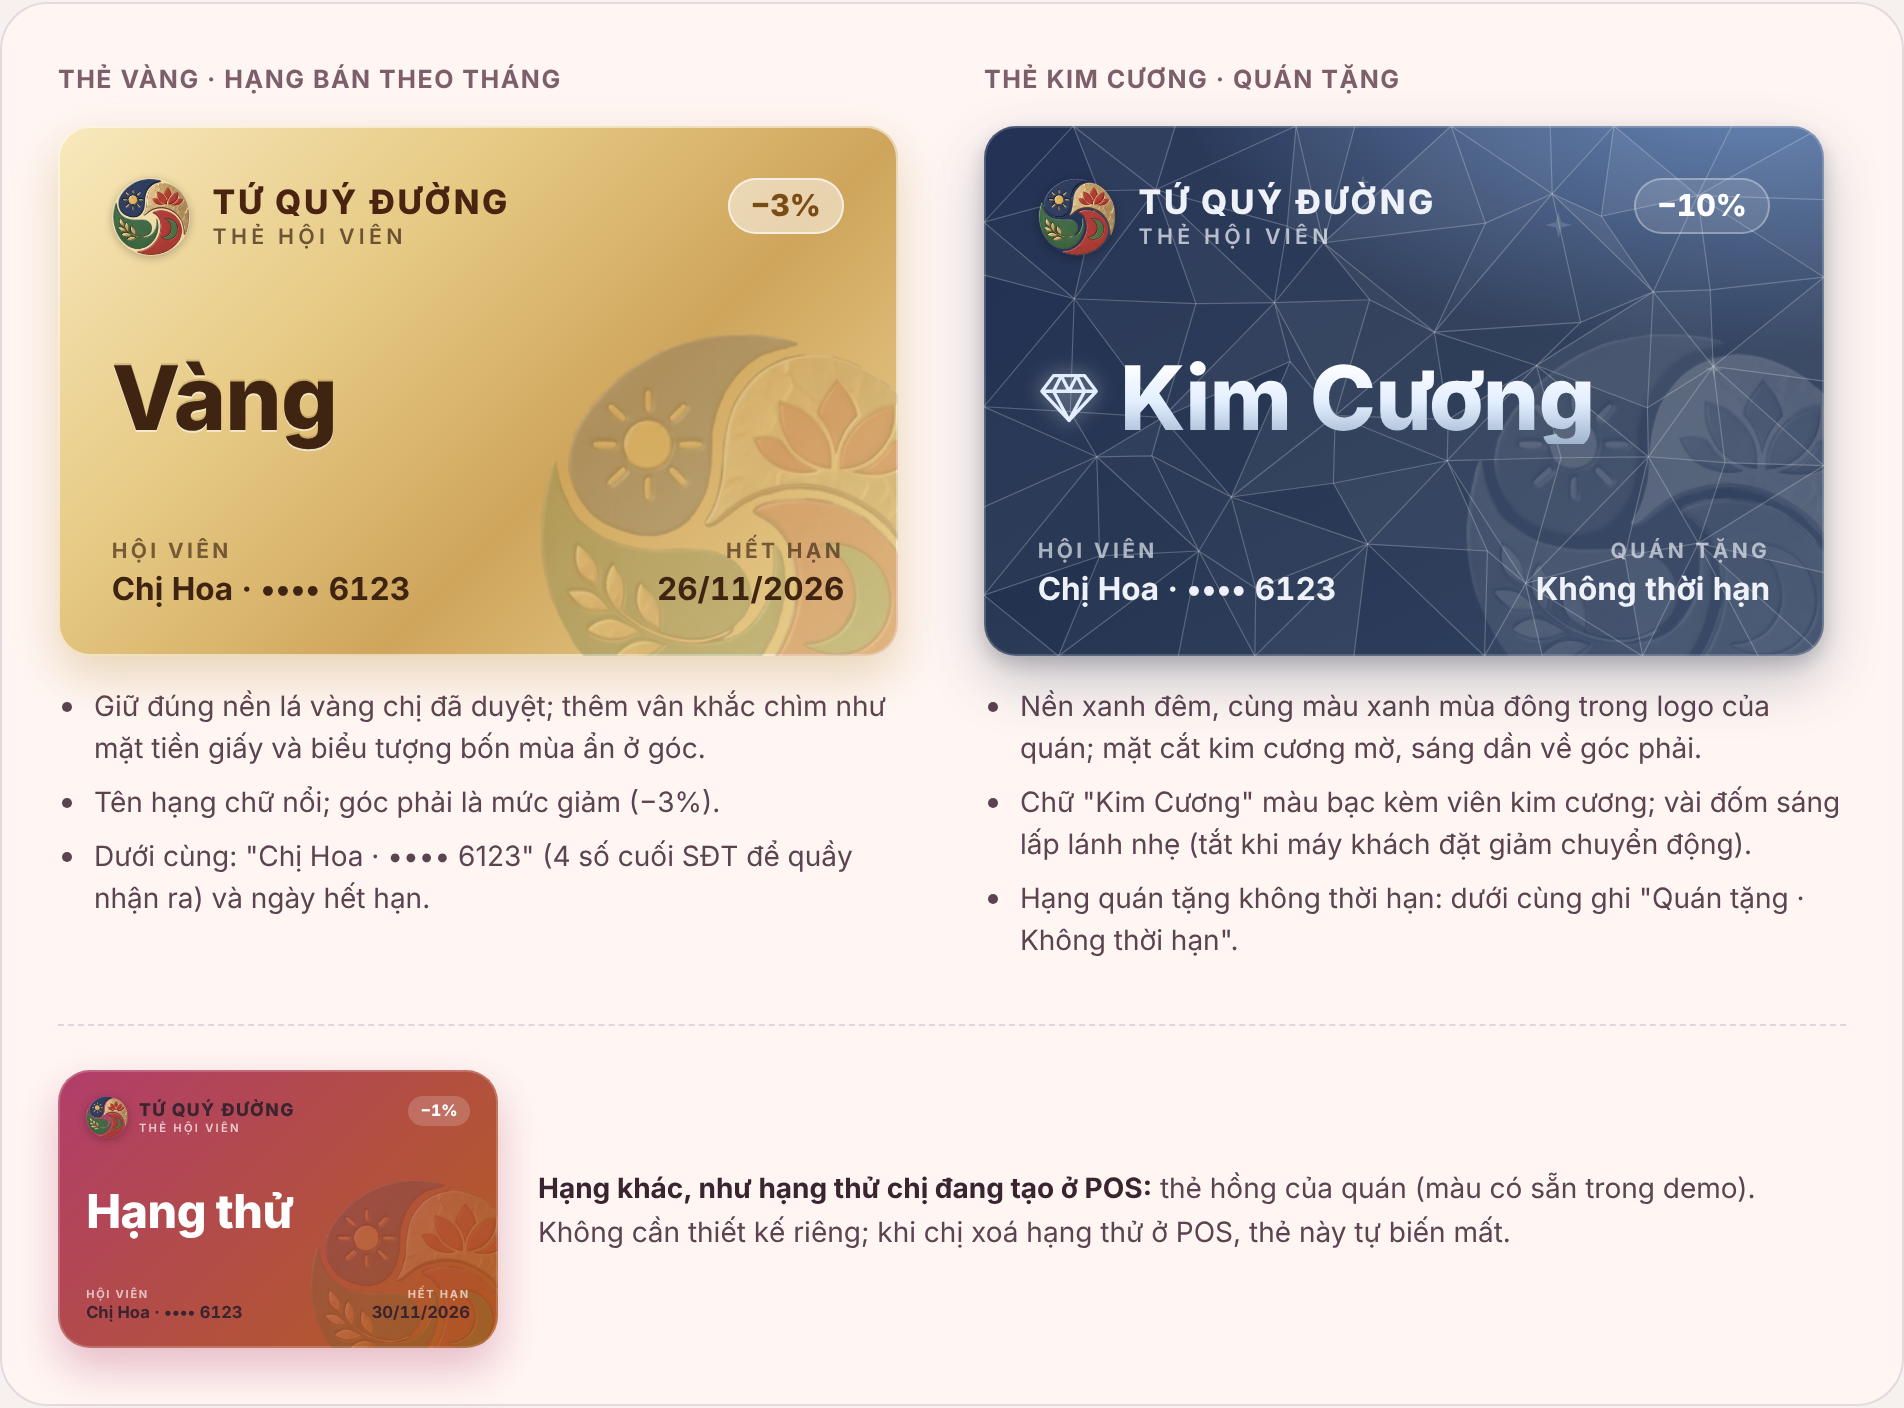 THẺ VÀNG · HẠNG BÁN THEO THÁNG
TỨ QUÝ ĐƯỜNG
THẺ HỘI VIÊN
−3%
Vàng
HỘI VIÊN
Chị Hoa · •••• 6123
HẾT HẠN
26/11/2026
• Giữ đúng nền lá vàng chị đã duyệt; thêm vân khắc chìm như
mặt tiền giấy và biểu tượng bốn mùa ẩn ở góc.
• Tên hạng chữ nổi; góc phải là mức giảm (−3%).
• Dưới cùng: "Chị Hoa · •••• 6123" (4 số cuối SĐT để quầy
nhận ra) và ngày hết hạn.
THẺ KIM CƯƠNG · QUÁN TẶNG
TỨ QUÝ ĐƯỜNG
THẺ HỘI VIÊN
−10%
Kim Cương
HỘI VIÊN
Chị Hoa · •••• 6123
QUÁN TẶNG
Không thời hạn
• Nền xanh đêm, cùng màu xanh mùa đông trong logo của
quán; mặt cắt kim cương mờ, sáng dần về góc phải.
• Chữ "Kim Cương" màu bạc kèm viên kim cương; vài đốm sáng
lấp lánh nhẹ (tắt khi máy khách đặt giảm chuyển động).
• Hạng quán tặng không thời hạn: dưới cùng ghi "Quán tặng ·
Không thời hạn".
TỨ QUÝ ĐƯỜNG
THẺ HỘI VIÊN
−1%
Hạng thử
HỘI VIÊN
Chị Hoa · •••• 6123
HẾT HẠN
30/11/2026
Hạng khác, như hạng thử chị đang tạo ở POS: thẻ hồng của quán (màu có sẵn trong demo).
Không cần thiết kế riêng; khi chị xoá hạng thử ở POS, thẻ này tự biến mất.